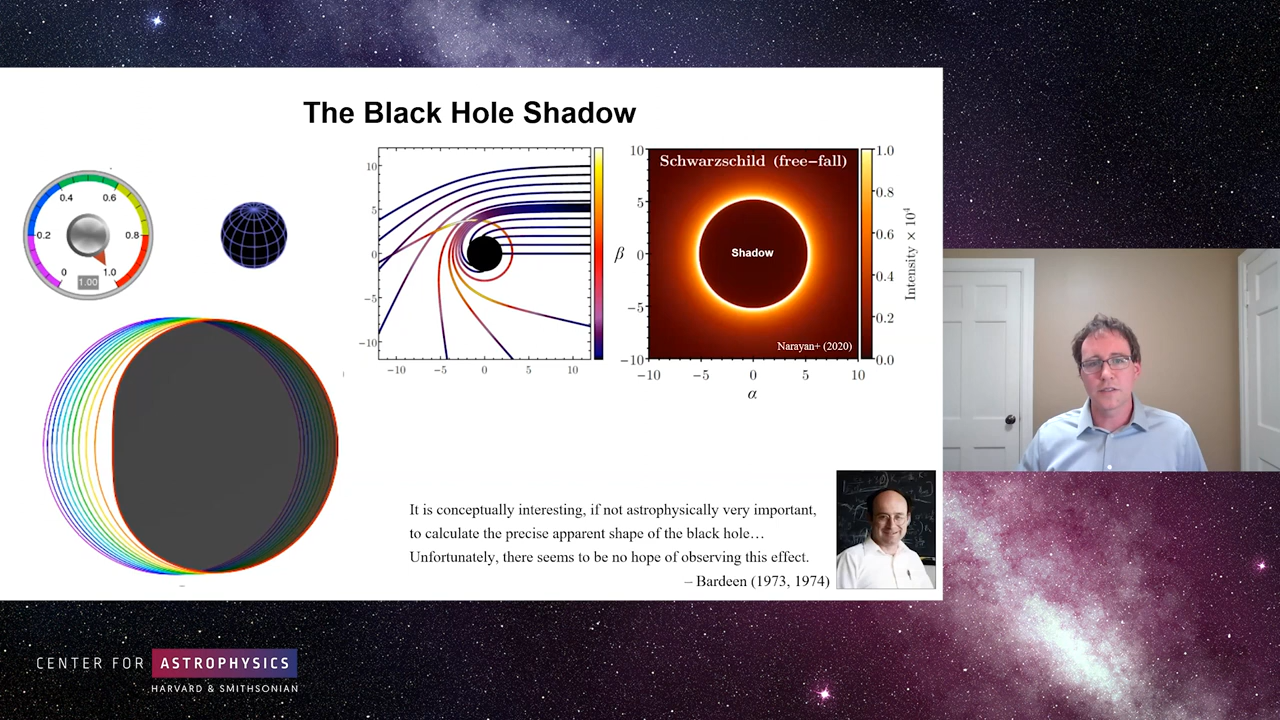 The Black Hole Shadow
0.4
0.6
0.2
0.8
0
1.0
1.00
10
5
0
−5
−10
−10
−5
0
5
10
Schwarzschild (free−fall)
Shadow
Narayan+ (2020)
10
5
0
−5
−10
β
−10
−5
0
5
10
α
1.0
0.8
0.6
0.4
0.2
0.0
Intensity × 10⁴
It is conceptually interesting, if not astrophysically very important,
to calculate the precise apparent shape of the black hole…
Unfortunately, there seems to be no hope of observing this effect.
– Bardeen (1973, 1974)
CENTER FOR ASTROPHYSICS
HARVARD & SMITHSONIAN